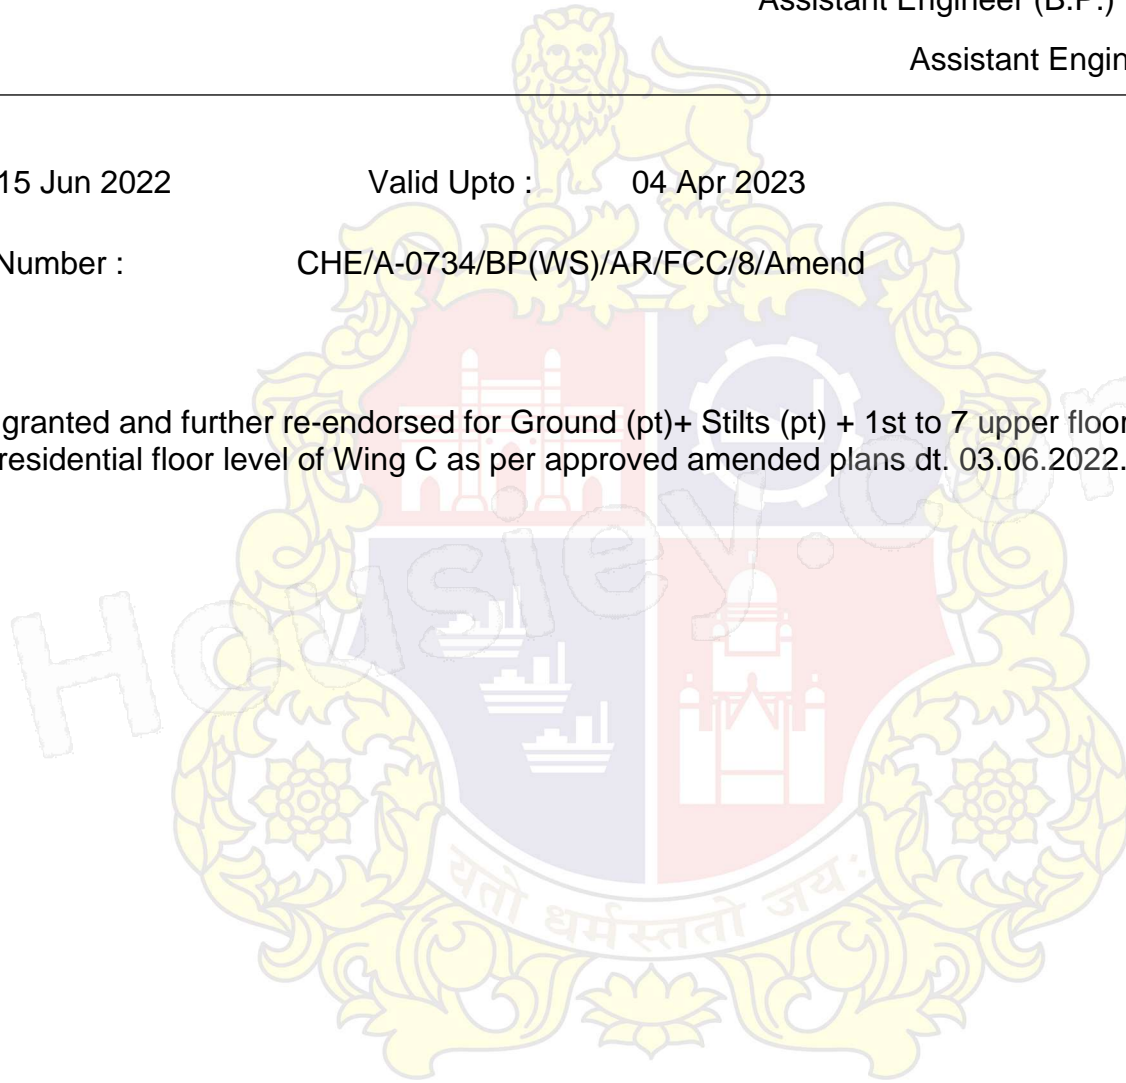 Assistant Engineer (B.P.)
Assistant Engin
15 Jun 2022 Valid Upto : 04 Apr 2023
Number : CHE/A-0734/BP(WS)/AR/FCC/8/Amend
granted and further re-endorsed for Ground (pt)+ Stilts (pt) + 1st to 7 upper floor
residential floor level of Wing C as per approved amended plans dt. 03.06.2022.
Housiey.com
यतो धर्मस्ततो जय: